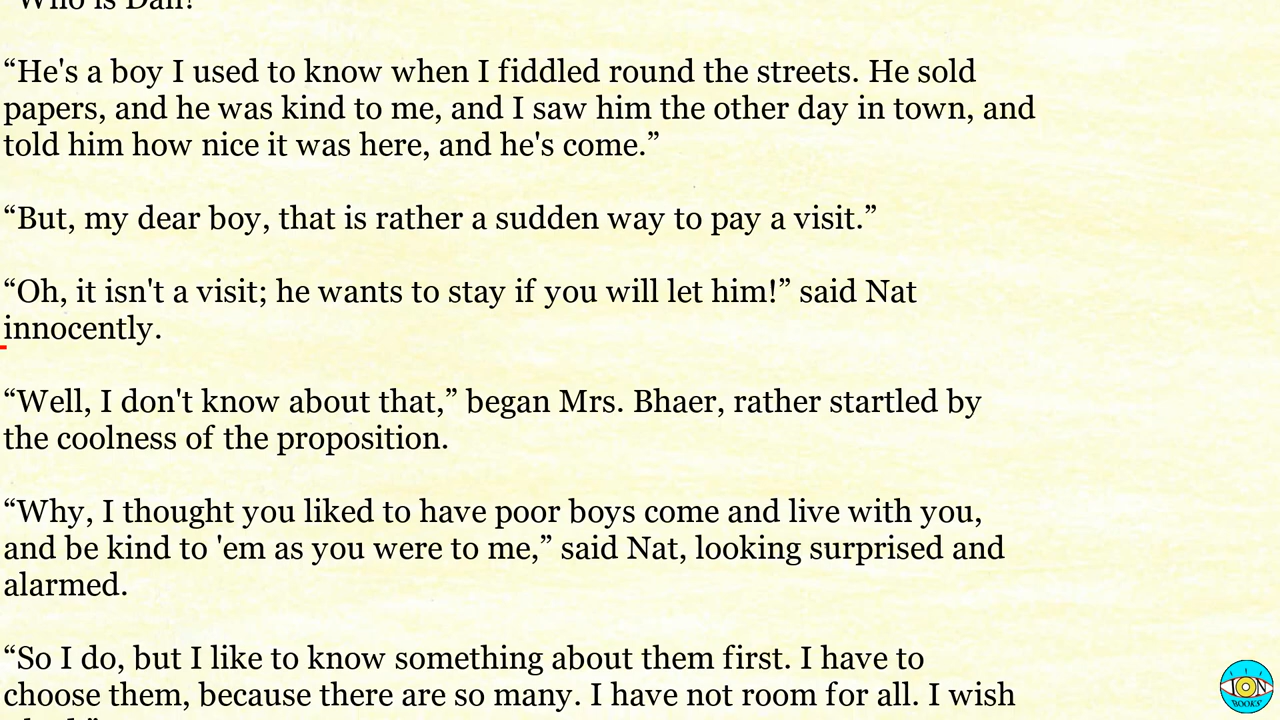 “Who is Dan?”
“He's a boy I used to know when I fiddled round the streets. He sold
papers, and he was kind to me, and I saw him the other day in town, and
told him how nice it was here, and he's come.”
“But, my dear boy, that is rather a sudden way to pay a visit.”
“Oh, it isn't a visit; he wants to stay if you will let him!” said Nat
innocently.
“Well, I don't know about that,” began Mrs. Bhaer, rather startled by
the coolness of the proposition.
“Why, I thought you liked to have poor boys come and live with you,
and be kind to 'em as you were to me,” said Nat, looking surprised and
alarmed.
“So I do, but I like to know something about them first. I have to
choose them, because there are so many. I have not room for all. I wish
ION
BOOKS